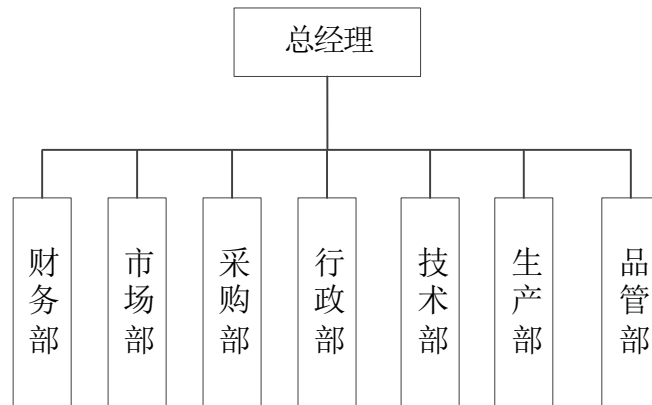 总经理
财务部
市场部
采购部
行政部
技术部
生产部
品管部